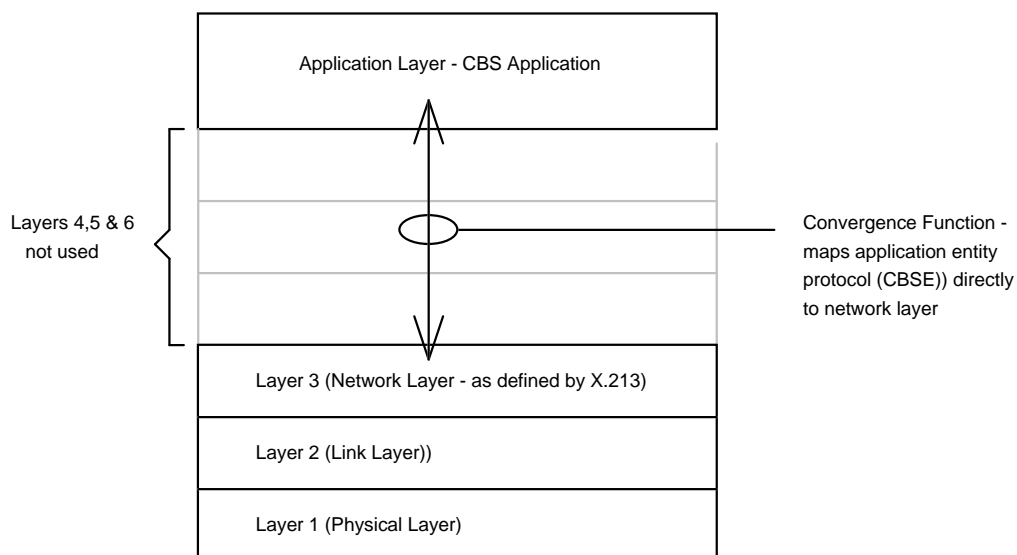 Application Layer - CBS Application
Layers 4,5 & 6
not used
Convergence Function -
maps application entity
protocol (CBSE)) directly
to network layer
Layer 3 (Network Layer - as defined by X.213)
Layer 2 (Link Layer))
Layer 1 (Physical Layer)